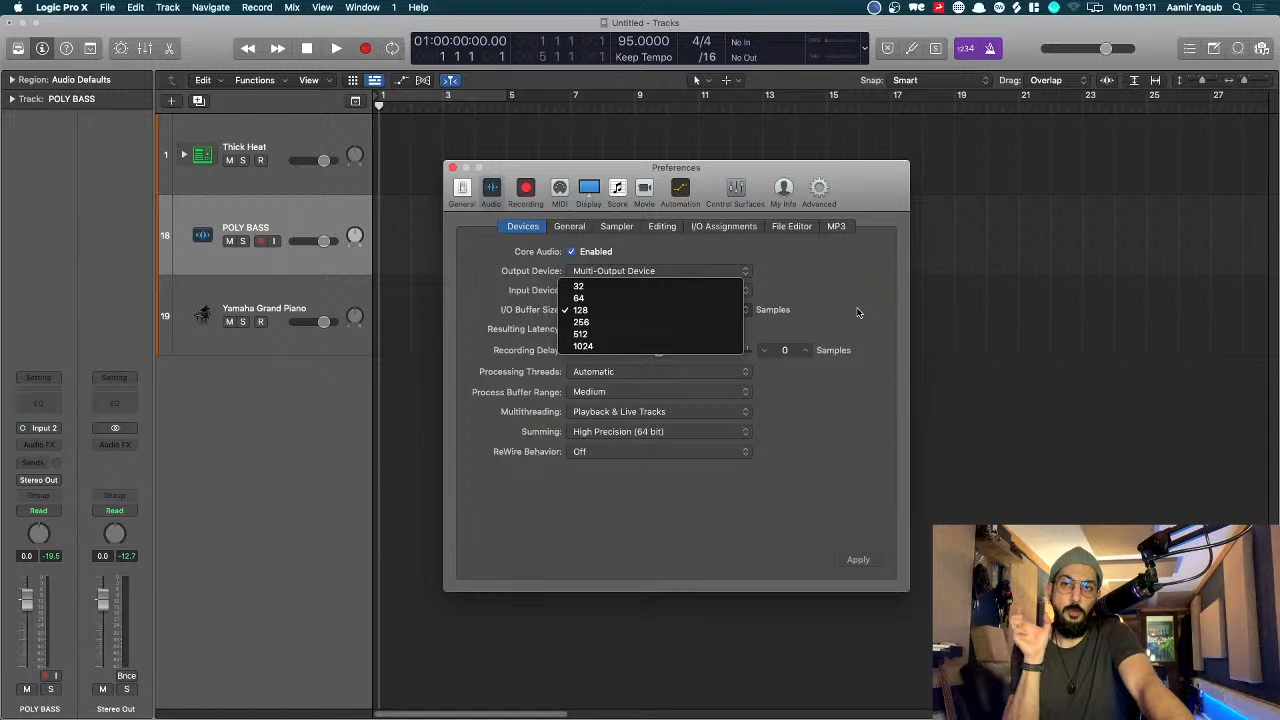 Logic Pro X File Edit Track Navigate Record Mix View Window 1 Help
Mon 19:11 Aamir Yaqub
Untitled - Tracks
01:00:00:00.00
1 1 1 1
1 1 1
5 1 1 1
95.0000
Keep Tempo
4/4
/16
No In
No Out
1234
Region: Audio Defaults
Track: POLY BASS
Edit Functions View
Snap: Smart
Drag: Overlap
1 3 5 7 9 11 13 15 17 19 21 23 25 27
1
Thick Heat
M S R
18
POLY BASS
M S I
19
Yamaha Grand Piano
M S R
Preferences
General Audio Recording MIDI Display Score Movie Automation Control Surfaces My Info Advanced
Devices General Sampler Editing I/O Assignments File Editor MP3
Core Audio: Enabled
Output Device: Multi-Output Device
Input Device
I/O Buffer Size
Samples
32
64
128
256
512
1024
Resulting Latency
Recording Delay
0 Samples
Processing Threads: Automatic
Process Buffer Range: Medium
Multithreading: Playback & Live Tracks
Summing: High Precision (64 bit)
ReWire Behavior: Off
Apply
Setting Setting
EQ EQ
Input 2
Audio FX Audio FX
Sends
Stereo Out
Group Group
Read Read
0.0 -19.5 0.0 -12.7
Bnce
M S M S
POLY BASS Stereo Out